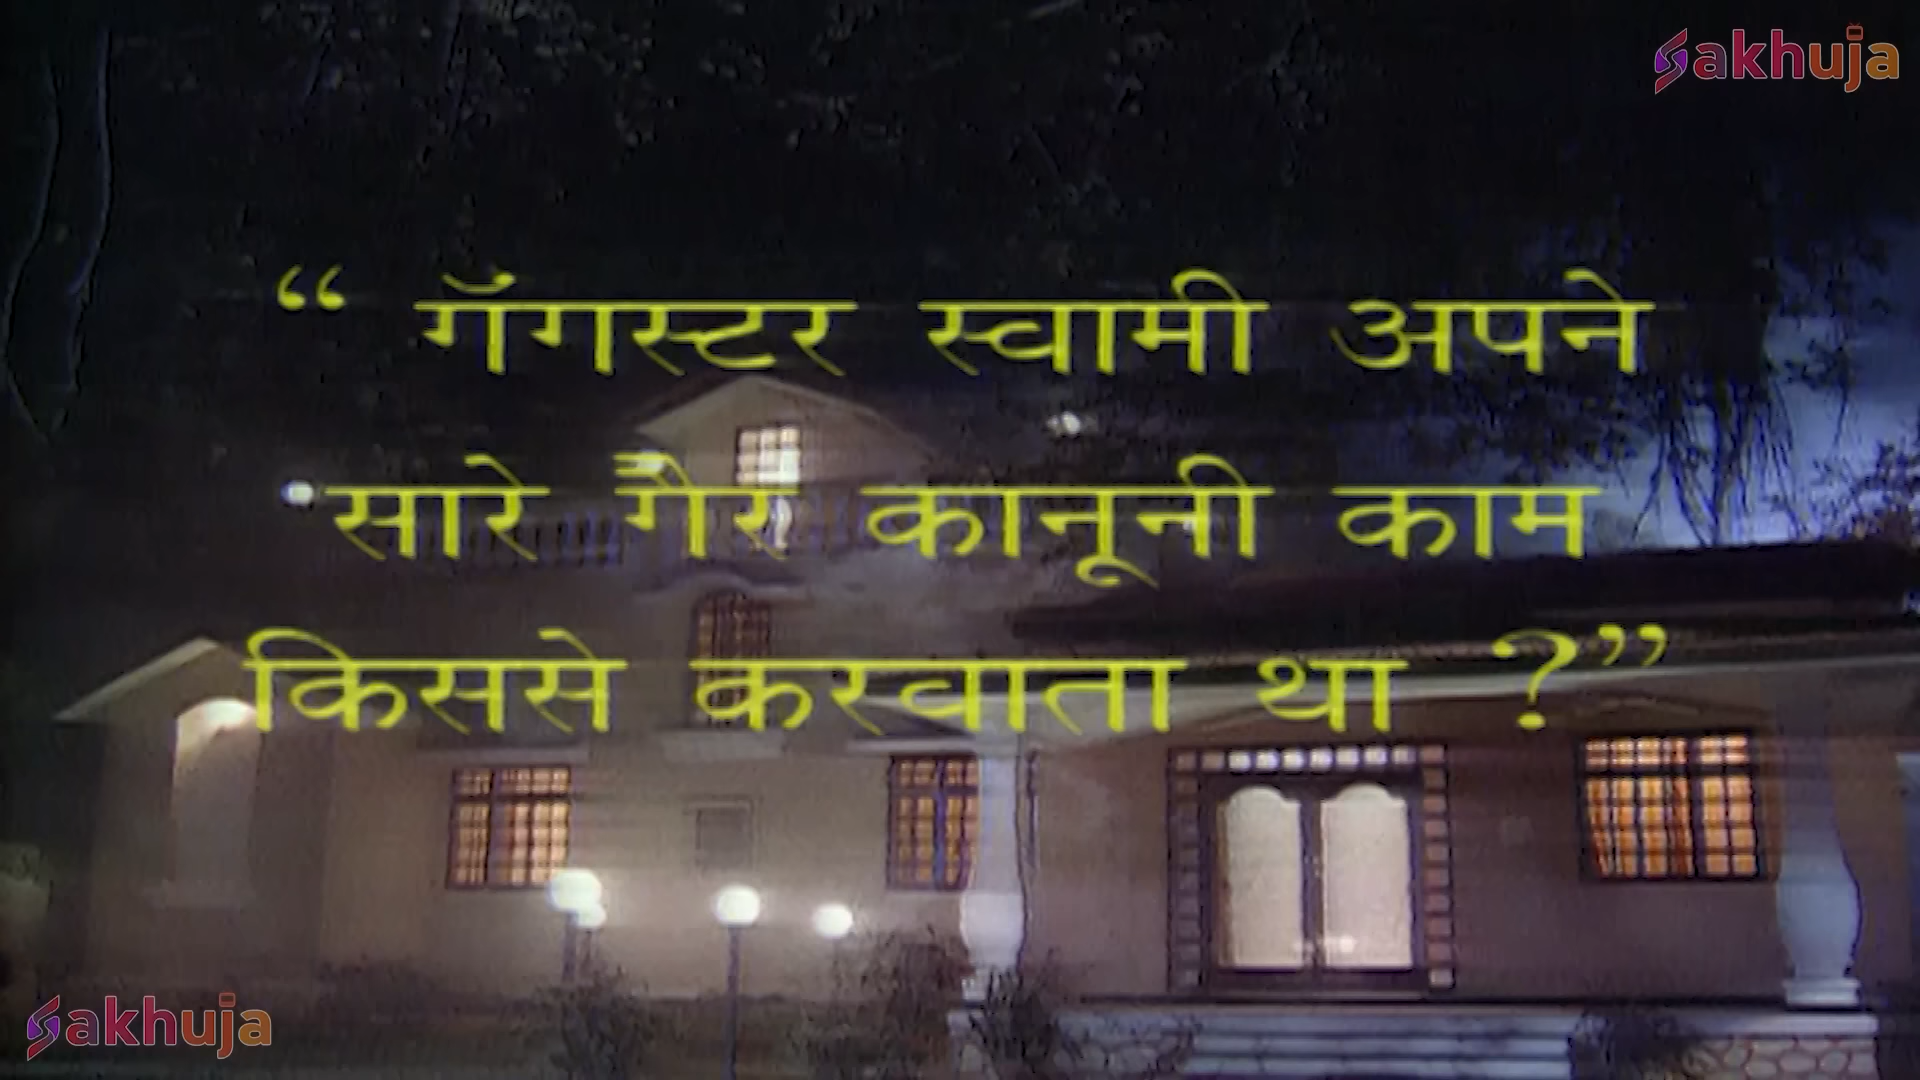 Sakhuja
“ गॅंगस्टर स्वामी अपने
सारे गैर कानूनी काम
किससे करवाता था ?”
Sakhuja